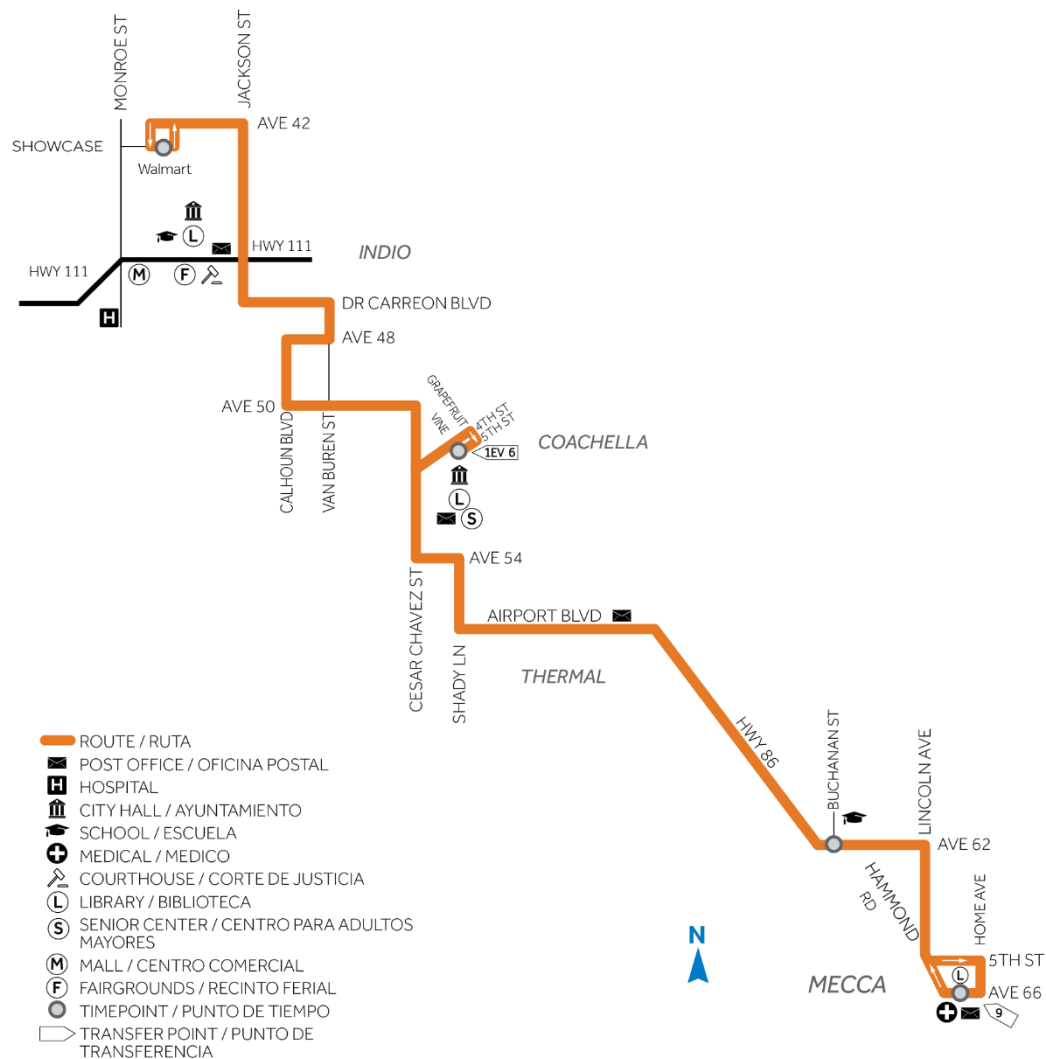 MONROE ST
JACKSON ST
AVE 42
SHOWCASE
Walmart
L
HWY 111
INDIO
HWY 111
M
F
H
DR CARREON BLVD
AVE 48
AVE 50
CALHOUN BLVD
VAN BUREN ST
GRAPEFRUIT
VINE
4TH ST
5TH ST
1EV 6
COACHELLA
L
S
AVE 54
CESAR CHAVEZ ST
SHADY LN
AIRPORT BLVD
THERMAL
HWY 86
BUCHANAN ST
LINCOLN AVE
AVE 62
HAMMOND
RD
HOME AVE
5TH ST
L
AVE 66
9
MECCA
N
ROUTE / RUTA
POST OFFICE / OFICINA POSTAL
H HOSPITAL
CITY HALL / AYUNTAMIENTO
SCHOOL / ESCUELA
MEDICAL / MEDICO
COURTHOUSE / CORTE DE JUSTICIA
L LIBRARY / BIBLIOTECA
S SENIOR CENTER / CENTRO PARA ADULTOS
MAYORES
M MALL / CENTRO COMERCIAL
F FAIRGROUNDS / RECINTO FERIAL
TIMEPOINT / PUNTO DE TIEMPO
TRANSFER POINT / PUNTO DE
TRANSFERENCIA